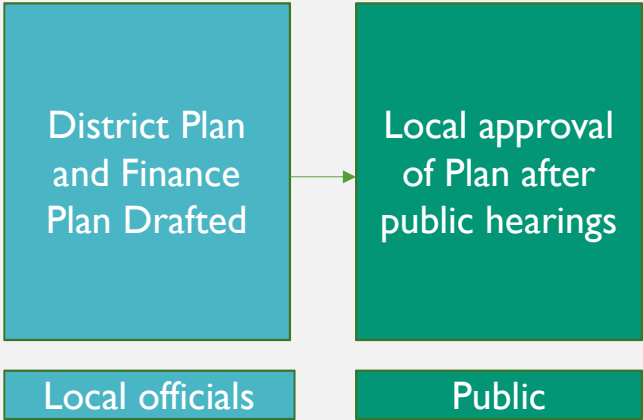 District Plan
and Finance
Plan Drafted
Local approval
of Plan after
public hearings
Local officials
Public